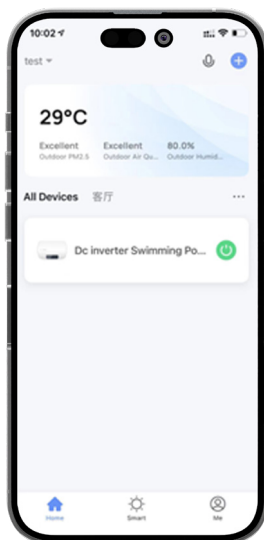 10:02
test
29°C
Excellent Excellent 80.0%
Outdoor PM2.5 Outdoor Air Qu... Outdoor Humid...
All Devices 客厅 ...
Dc inverter Swimming Po...
Home Smart Me